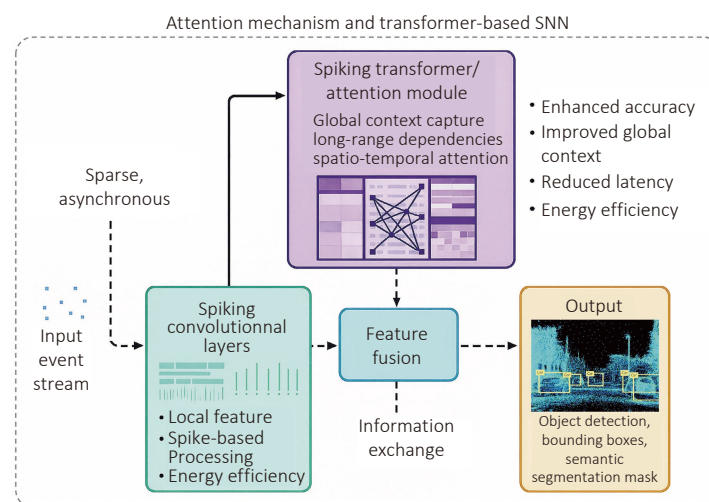 Attention mechanism and transformer-based SNN
Spiking transformer/
attention module
Global context capture
long-range dependencies
spatio-temporal attention
• Enhanced accuracy
• Improved global
context
• Reduced latency
• Energy efficiency
Sparse,
asynchronous
Input
event
stream
Spiking
convolutionnal
layers
• Local feature
• Spike-based
Processing
• Energy efficiency
Feature
fusion
Information
exchange
Output
Object detection,
bounding boxes,
semantic
segmentation mask